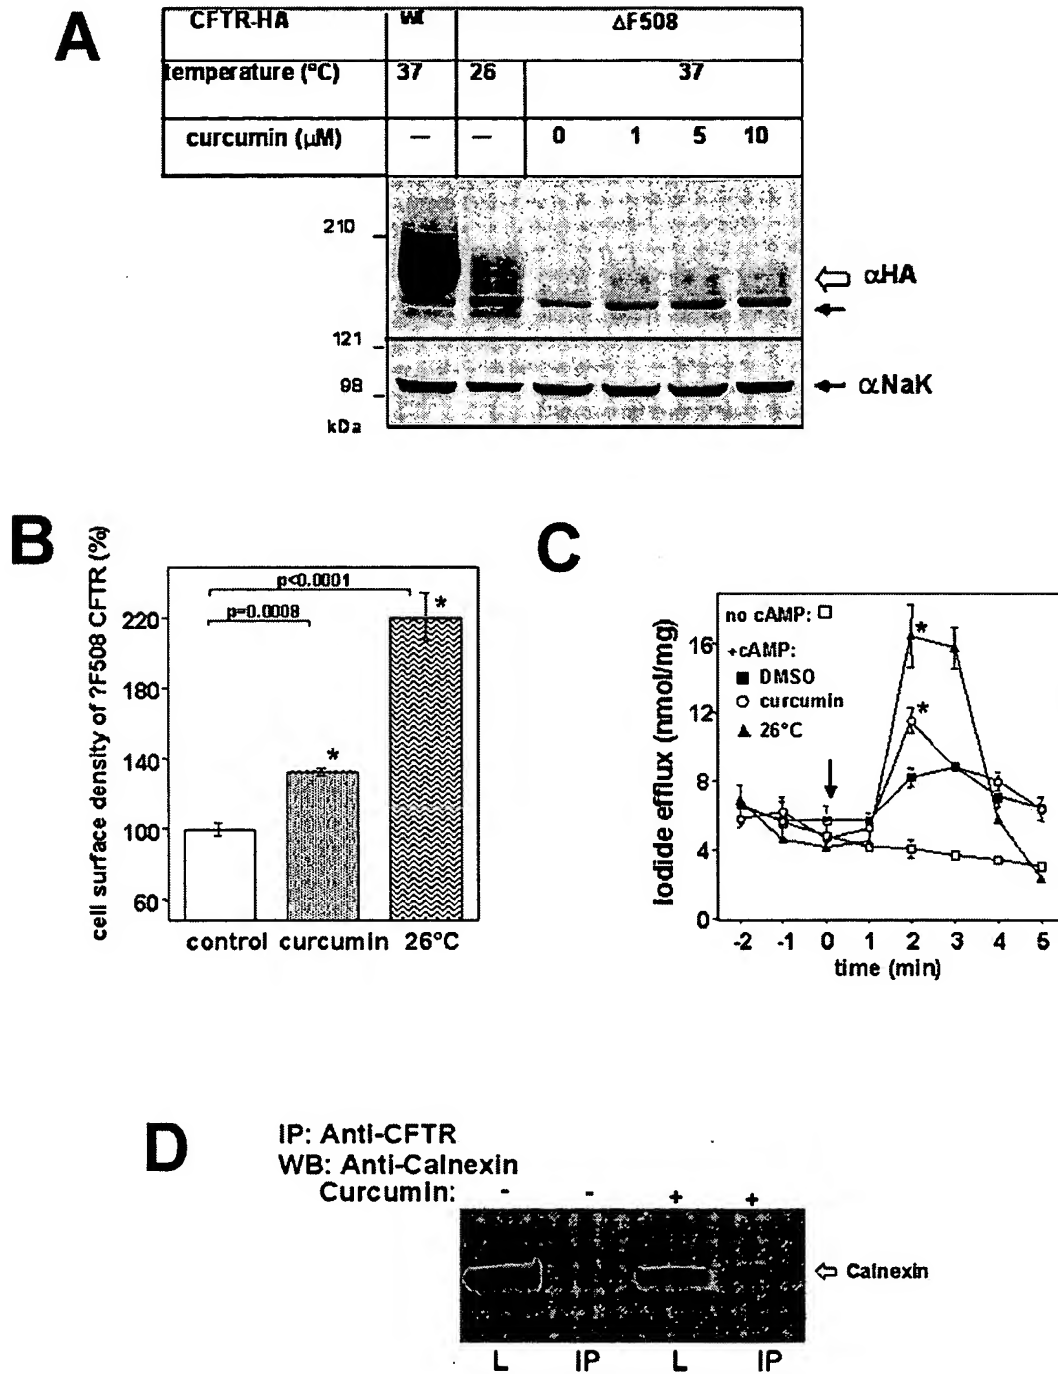 A
CFTR-HA wt ΔF508
temperature (°C) 37 26 37
curcumin (μM) — — 0 1 5 10
210
αHA
121
98 αNaK
kDa
B
cell surface density of ?F508 CFTR (%)
p<0.0001
p=0.0008
*
*
220
180
140
100
60
control curcumin 26°C
C
Iodide efflux (nmol/mg)
no cAMP: □
+cAMP:
■ DMSO
○ curcumin
▲ 26°C
*
*
16
12
8
4
0
-2 -1 0 1 2 3 4 5
time (min)
D
IP: Anti-CFTR
WB: Anti-Calnexin
Curcumin: - - + +
Calnexin
L IP L IP